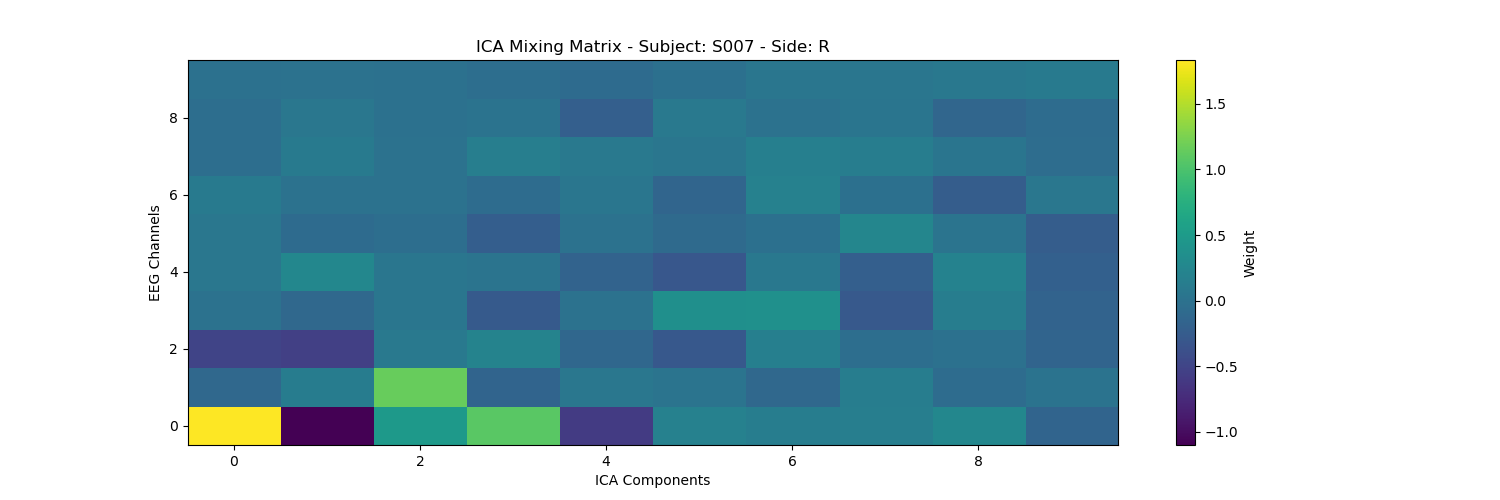 ICA Mixing Matrix - Subject: S007 - Side: R
EEG Channels
8
6
4
2
0
0 2 4 6 8
ICA Components
1.5
1.0
0.5
0.0
−0.5
−1.0
Weight